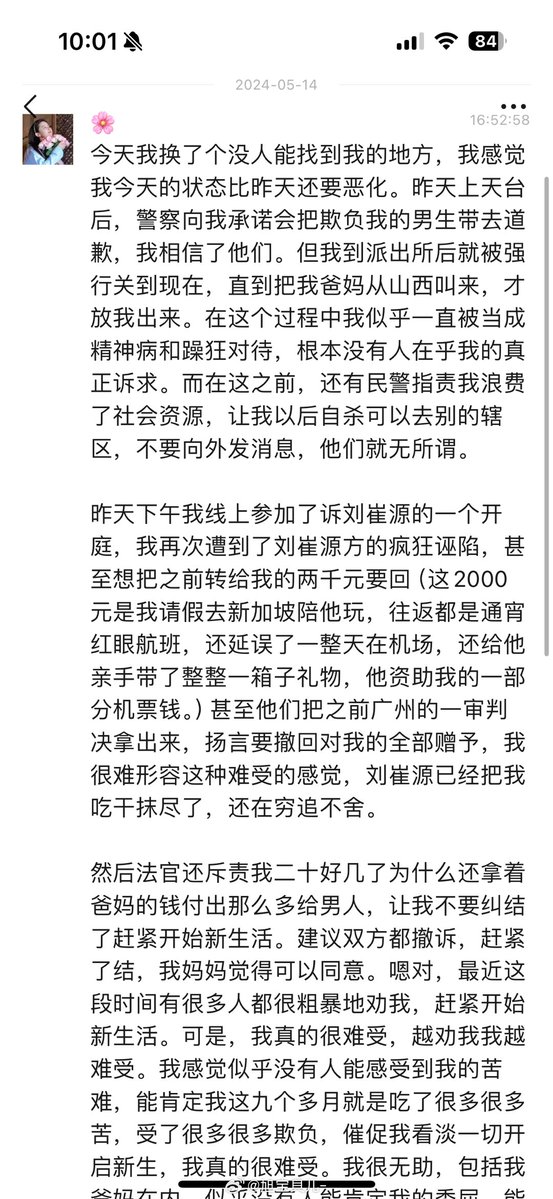 10:01
84
2024-05-14
16:52:58
今天我换了个没人能找到我的地方，我感觉
我今天的状态比昨天还要恶化。昨天上天台
后，警察向我承诺会把欺负我的男生带去道
歉，我相信了他们。但我到派出所后就被强
行关到现在，直到把我爸妈从山西叫来，才
放我出来。在这个过程中我似乎一直被当成
精神病和躁狂对待，根本没有人在乎我的真
正诉求。而在这之前，还有民警指责我浪费
了社会资源，让我以后自杀可以去别的辖
区，不要向外发消息，他们就无所谓。
昨天下午我线上参加了诉刘崔源的一个开
庭，我再次遭到了刘崔源方的疯狂诬陷，甚
至想把之前转给我的两千元要回（这2000
元是我请假去新加坡陪他玩，往返都是通宵
红眼航班，还延误了一整天在机场，还给他
亲手带了整整一箱子礼物，他资助我的一部
分机票钱。）甚至他们把之前广州的一审判
决拿出来，扬言要撤回对我的全部赠予，我
很难形容这种难受的感觉，刘崔源已经把我
吃干抹尽了，还在穷追不舍。
然后法官还斥责我二十好几了为什么还拿着
爸妈的钱付出那么多给男人，让我不要纠结
了赶紧开始新生活。建议双方都撤诉，赶紧
了结，我妈妈觉得可以同意。嗯对，最近这
段时间有很多人都很粗暴地劝我，赶紧开始
新生活。可是，我真的很难受，越劝我我越
难受。我感觉似乎没有人能感受到我的苦
难，能肯定我这九个多月就是吃了很多很多
苦，受了很多很多欺负，催促我看淡一切开
启新生，我真的很难受。我很无助，包括我
爸妈在内，似乎没有人能肯定我的委屈，能